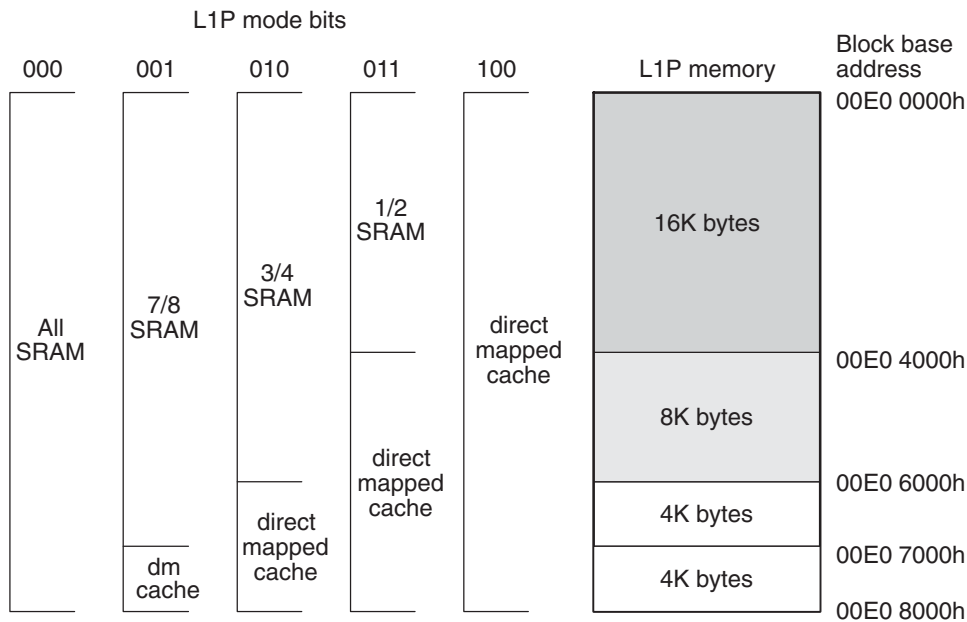 L1P mode bits
000 001 010 011 100 L1P memory
Block base
address
00E0 0000h
All
SRAM
7/8
SRAM
dm
cache
3/4
SRAM
direct
mapped
cache
1/2
SRAM
direct
mapped
cache
direct
mapped
cache
16K bytes
00E0 4000h
8K bytes
00E0 6000h
4K bytes
00E0 7000h
4K bytes
00E0 8000h